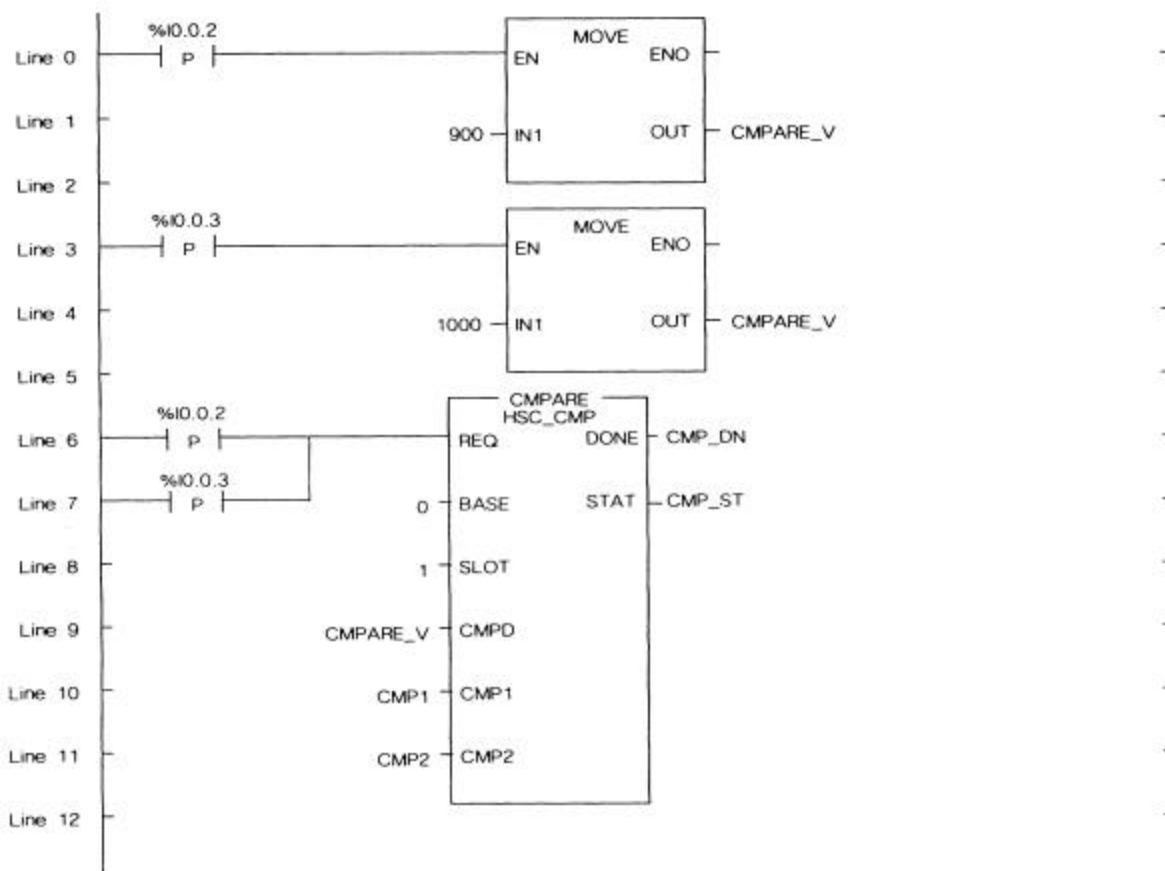 %I0.0.2
Line 0
P
MOVE
EN
ENO
Line 1
900
IN1
OUT
CMPARE_V
Line 2
%I0.0.3
Line 3
P
MOVE
EN
ENO
Line 4
1000
IN1
OUT
CMPARE_V
Line 5
CMPARE
HSC_CMP
%I0.0.2
Line 6
P
REQ
DONE
CMP_DN
%I0.0.3
Line 7
P
0
BASE
STAT
CMP_ST
Line 8
1
SLOT
Line 9
CMPARE_V
CMPD
Line 10
CMP1
CMP1
Line 11
CMP2
CMP2
Line 12